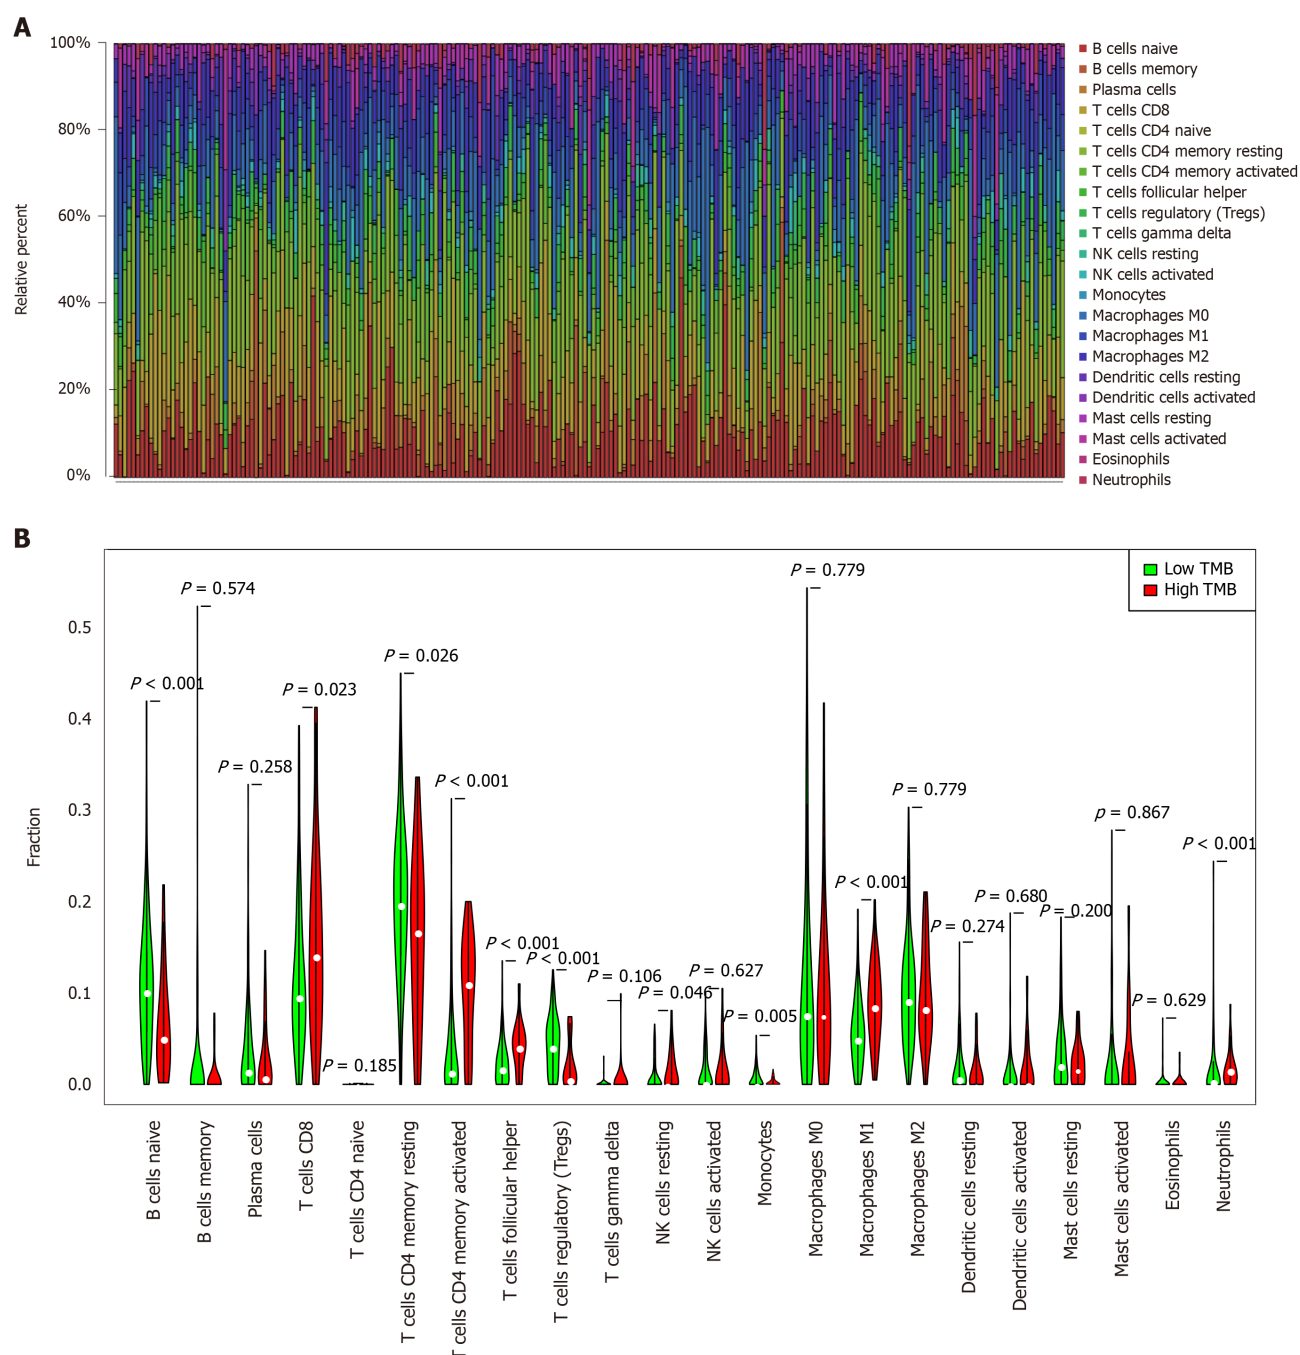 A
100%
80%
60%
40%
20%
0%
Relative percent
B cells naive
B cells memory
Plasma cells
T cells CD8
T cells CD4 naive
T cells CD4 memory resting
T cells CD4 memory activated
T cells follicular helper
T cells regulatory (Tregs)
T cells gamma delta
NK cells resting
NK cells activated
Monocytes
Macrophages M0
Macrophages M1
Macrophages M2
Dendritic cells resting
Dendritic cells activated
Mast cells resting
Mast cells activated
Eosinophils
Neutrophils
B
Low TMB
High TMB
0.5
0.4
0.3
0.2
0.1
0.0
Fraction
P < 0.001
P = 0.574
P = 0.258
P = 0.023
P = 0.185
P = 0.026
P < 0.001
P < 0.001
P < 0.001
P = 0.106
P = 0.046
P = 0.627
P = 0.005
P = 0.779
P < 0.001
P = 0.779
P = 0.274
P = 0.680
P = 0.200
p = 0.867
P = 0.629
P < 0.001
B cells naive
B cells memory
Plasma cells
T cells CD8
T cells CD4 naive
T cells CD4 memory resting
T cells CD4 memory activated
T cells follicular helper
T cells regulatory (Tregs)
T cells gamma delta
NK cells resting
NK cells activated
Monocytes
Macrophages M0
Macrophages M1
Macrophages M2
Dendritic cells resting
Dendritic cells activated
Mast cells resting
Mast cells activated
Eosinophils
Neutrophils